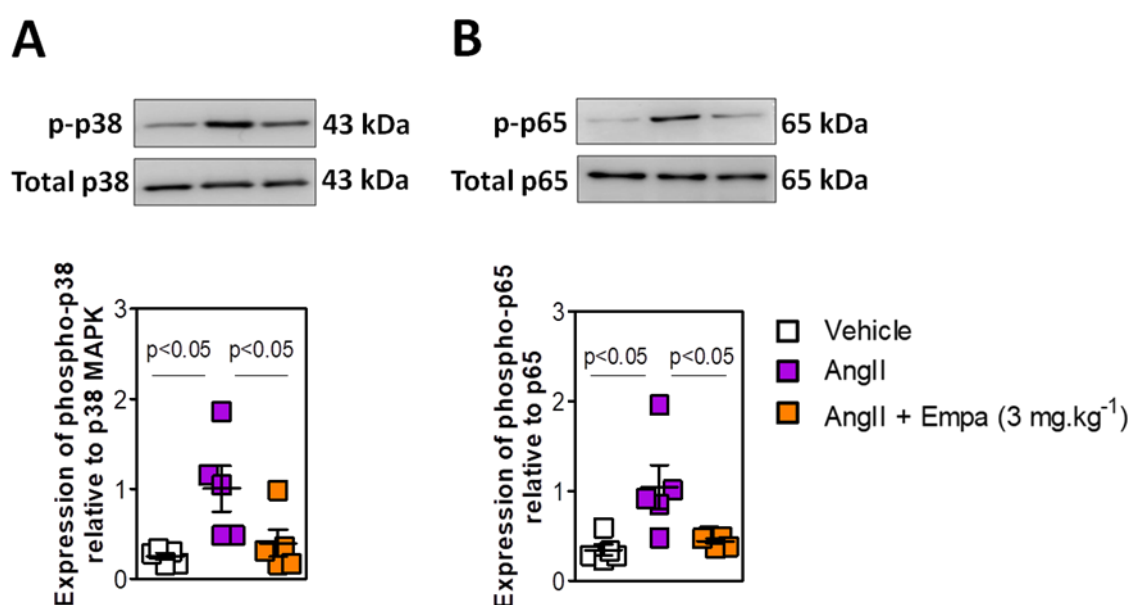 A
B
p-p38
43 kDa
Total p38
43 kDa
p-p65
65 kDa
Total p65
65 kDa
Expression of phospho-p38
relative to p38 MAPK
3
2
1
0
p<0.05
p<0.05
Expression of phospho-p65
relative to p65
3
2
1
0
p<0.05
p<0.05
Vehicle
AngII
AngII + Empa (3 mg.kg⁻¹)